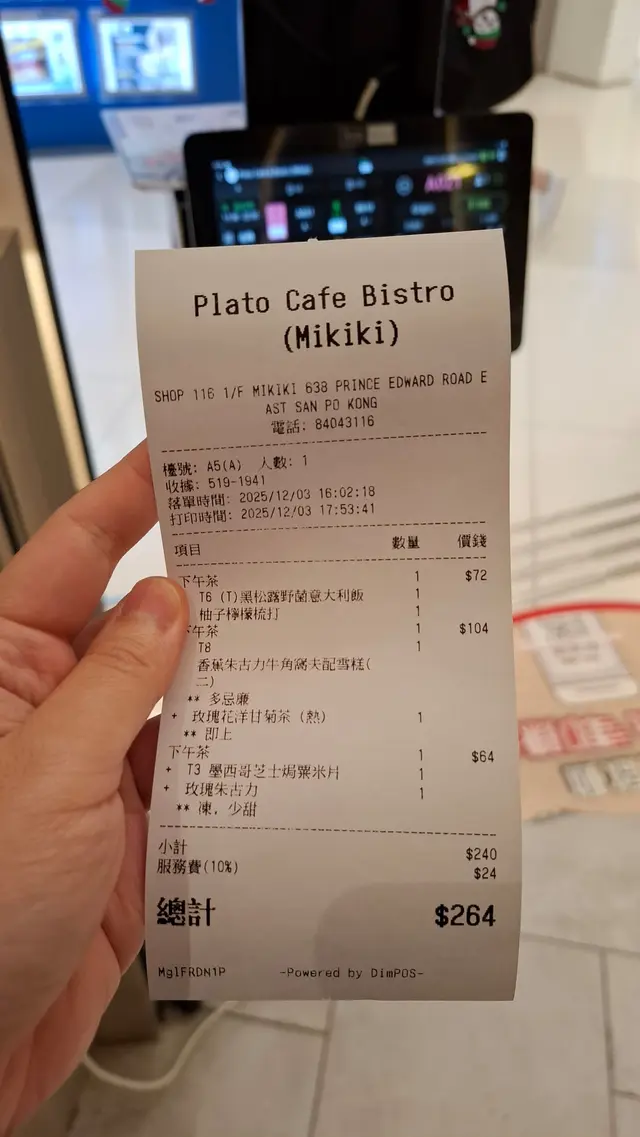 Plato Cafe Bistro
(Mikiki)
SHOP 116 1/F MIKIKI 638 PRINCE EDWARD ROAD E
AST SAN PO KONG
電話: 84043116
檯號: A5(A) 人數: 1
收據: 519-1941
落單時間: 2025/12/03 16:02:18
打印時間: 2025/12/03 17:53:41
項目 數量 價錢
下午茶 1 $72
T6 (T)黑松露野菌意大利飯 1
柚子檸檬梳打 1
下午茶 1 $104
T8 1
香蕉朱古力牛角窩夫配雪糕(
二)
** 多忌廉
+ 玫瑰花洋甘菊茶 (熱) 1
** 即上
下午茶 1 $64
+ T3 墨西哥芝士焗粟米片 1
+ 玫瑰朱古力 1
** 凍, 少甜
小計 $240
服務費(10%) $24
總計 $264
MglFRDN1P -Powered by DimPOS-